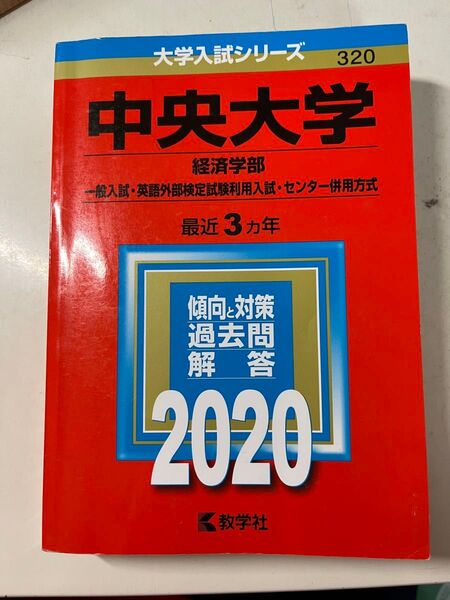 大学入試シリーズ
320
中央大学
経済学部
一般入試・英語外部検定試験利用入試・センター併用方式
最近3カ年
傾向と対策
過去問
解答
2020
教学社